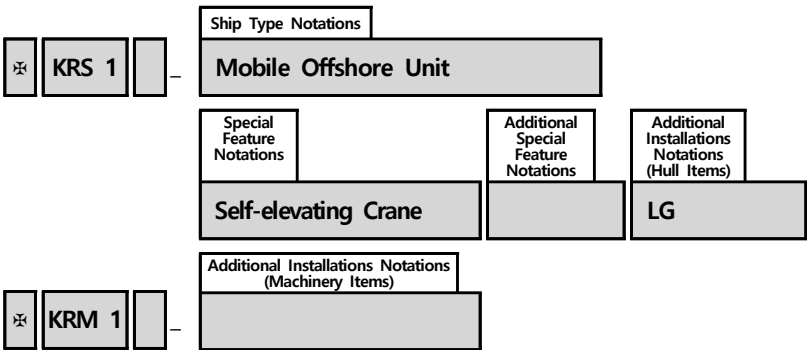 Ship Type Notations
✠ KRS 1 _ Mobile Offshore Unit
Special
Feature
Notations
Additional
Special
Feature
Notations
Additional
Installations
Notations
(Hull Items)
Self-elevating Crane LG
Additional Installations Notations
(Machinery Items)
✠ KRM 1 _